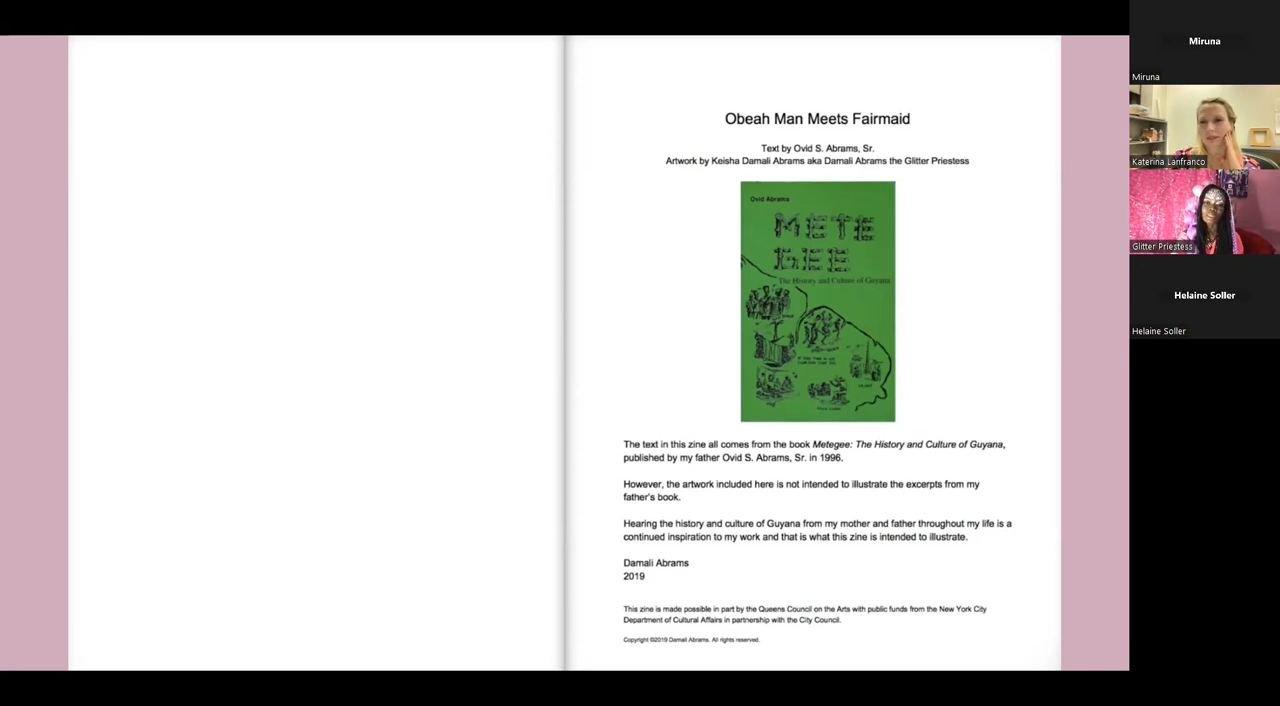 Obeah Man Meets Fairmaid
Text by Ovid S. Abrams, Sr.
Artwork by Keisha Damali Abrams aka Damali Abrams the Glitter Priestess
Ovid Abrams
METE
GEE
The History and Culture of Guyana
The text in this zine all comes from the book Metegee: The History and Culture of Guyana,
published by my father Ovid S. Abrams, Sr. in 1996.
However, the artwork included here is not intended to illustrate the excerpts from my
father's book.
Hearing the history and culture of Guyana from my mother and father throughout my life is a
continued inspiration to my work and that is what this zine is intended to illustrate.
Damali Abrams
2019
This zine is made possible in part by the Queens Council on the Arts with public funds from the New York City
Department of Cultural Affairs in partnership with the City Council.
Copyright ©2019 Damali Abrams. All rights reserved.
Miruna
Miruna
Katerina Lanfranco
Glitter Priestess
Helaine Soller
Helaine Soller